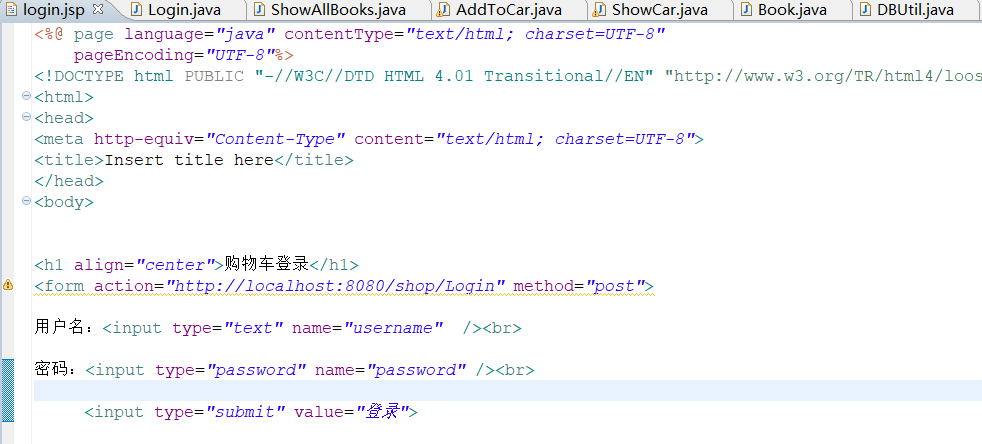 login.jsp Login.java ShowAllBooks.java AddToCar.java ShowCar.java Book.java DBUtil.java
<%@ page language="java" contentType="text/html; charset=UTF-8"
    pageEncoding="UTF-8"%>
<!DOCTYPE html PUBLIC "-//W3C//DTD HTML 4.01 Transitional//EN" "http://www.w3.org/TR/html4/loos
<html>
<head>
<meta http-equiv="Content-Type" content="text/html; charset=UTF-8">
<title>Insert title here</title>
</head>
<body>
<h1 align="center">购物车登录</h1>
<form action="http://localhost:8080/shop/Login" method="post">
用户名：<input type="text" name="username"  /><br>
密码：<input type="password" name="password" /><br>
<input type="submit" value="登录">